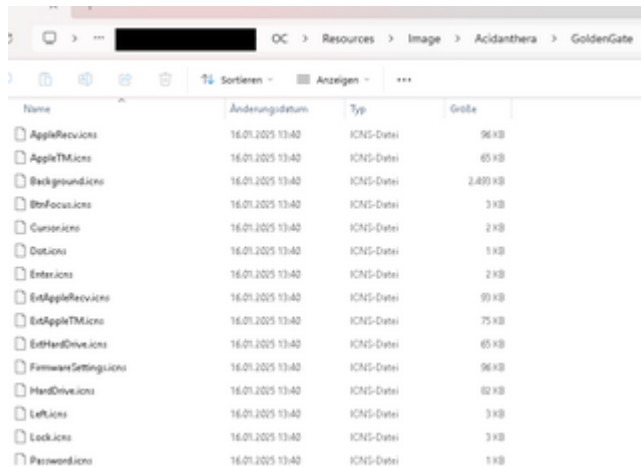 OC > Resources > Image > Acidanthera > GoldenGate
Sortieren Anzeigen ...
Name Änderungsdatum Typ Größe
AppleRecv.icns 16.01.2025 13:40 ICNS-Datei 96 KB
AppleTM.icns 16.01.2025 13:40 ICNS-Datei 65 KB
Background.icns 16.01.2025 13:40 ICNS-Datei 2.493 KB
BtnFocus.icns 16.01.2025 13:40 ICNS-Datei 3 KB
Cursor.icns 16.01.2025 13:40 ICNS-Datei 2 KB
Dot.icns 16.01.2025 13:40 ICNS-Datei 1 KB
Enter.icns 16.01.2025 13:40 ICNS-Datei 2 KB
ExtAppleRecv.icns 16.01.2025 13:40 ICNS-Datei 93 KB
ExtAppleTM.icns 16.01.2025 13:40 ICNS-Datei 75 KB
ExtHardDrive.icns 16.01.2025 13:40 ICNS-Datei 65 KB
FirmwareSettings.icns 16.01.2025 13:40 ICNS-Datei 96 KB
HardDrive.icns 16.01.2025 13:40 ICNS-Datei 82 KB
Left.icns 16.01.2025 13:40 ICNS-Datei 3 KB
Lock.icns 16.01.2025 13:40 ICNS-Datei 3 KB
Password.icns 16.01.2025 13:40 ICNS-Datei 1 KB